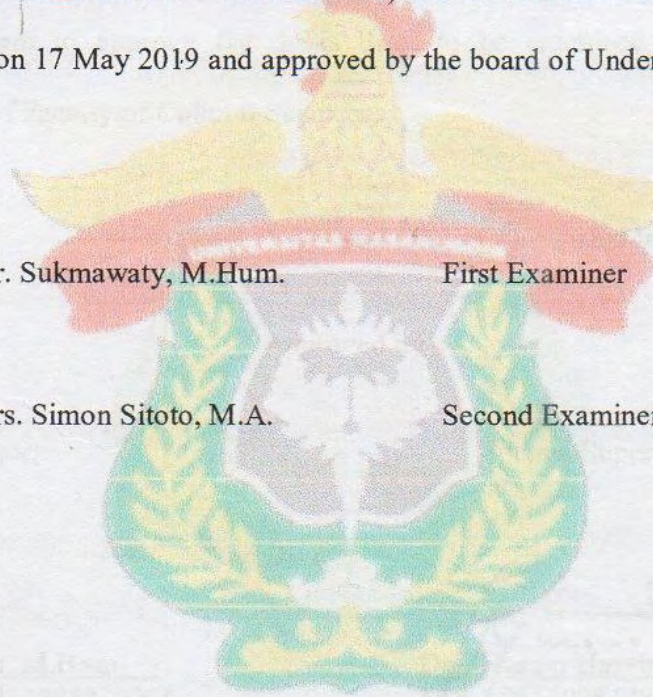 on 17 May 2019 and approved by the board of Under
UNIVERSITAS HASANUDDIN
r. Sukmawaty, M.Hum. First Examiner
rs. Simon Sitoto, M.A. Second Examiner